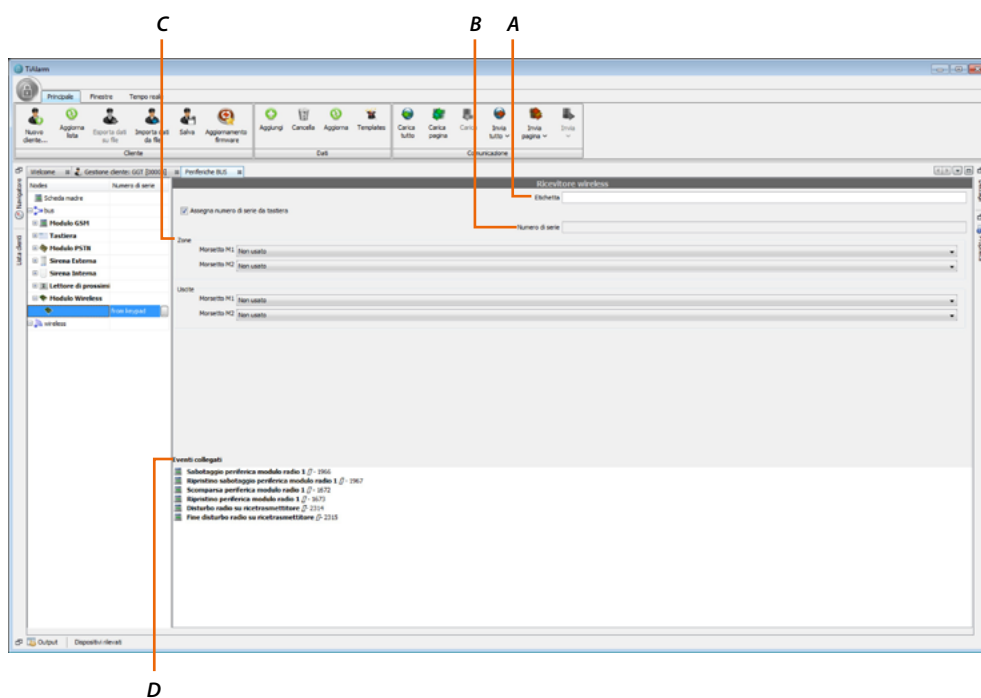 C B A
TiAlarm
Principale Finestre Tempo reale
Nuovo cliente... Aggiorna lista Esporta dati su file Importa dati da file Salva Aggiornamento firmware Aggiungi Cancella Aggiorna Templates Carica tutto Carica pagina Carica Invia tutto Invia pagina Invia
Cliente Dati Comunicazione
Welcome Gestione cliente: GGT Periferiche BUS
Navigatore
Lista clienti
Nodes Numero di serie
Scheda madre
bus
Modulo GSM
Tastiera
Modulo PSTN
Sirena Esterna
Sirena Interna
Lettore di prossimi
Modulo Wireless
from keypad
wireless
Ricevitore wireless
Etichetta
Assegna numero di serie da tastiera
Numero di serie
Zone
Morsetto M1 Non usato
Morsetto M2 Non usato
Uscite
Morsetto M1 Non usato
Morsetto M2 Non usato
Eventi collegati
Sabotaggio periferica modulo radio 1 - 1966
Ripristino sabotaggio periferica modulo radio 1 - 1967
Scomparsa periferica modulo radio 1 - 1672
Ripristino periferica modulo radio 1 - 1673
Disturbo radio su ricetrasmettitore - 2314
Fine disturbo radio su ricetrasmettitore - 2315
Output Dispositivi rilevati
D